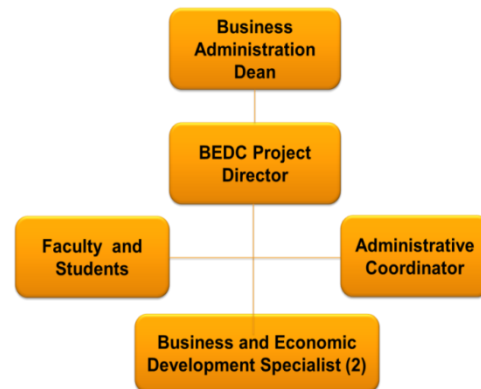 Business
Administration
Dean
BEDC Project
Director
Faculty and
Students
Administrative
Coordinator
Business and Economic
Development Specialist (2)